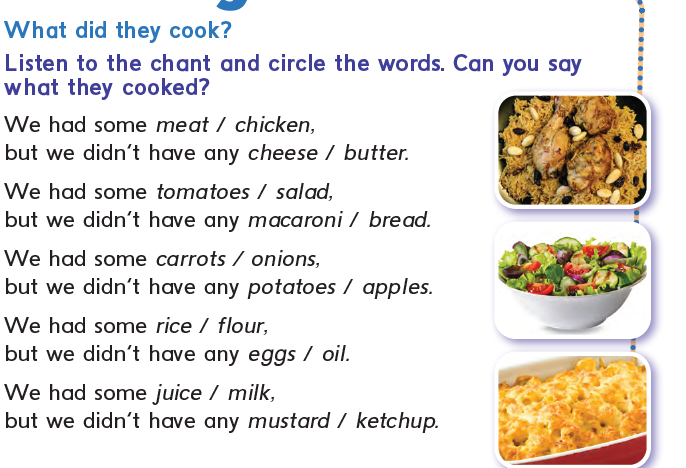 What did they cook?
Listen to the chant and circle the words. Can you say
what they cooked?
We had some meat / chicken,
but we didn't have any cheese / butter.
We had some tomatoes / salad,
but we didn't have any macaroni / bread.
We had some carrots / onions,
but we didn't have any potatoes / apples.
We had some rice / flour,
but we didn't have any eggs / oil.
We had some juice / milk,
but we didn't have any mustard / ketchup.